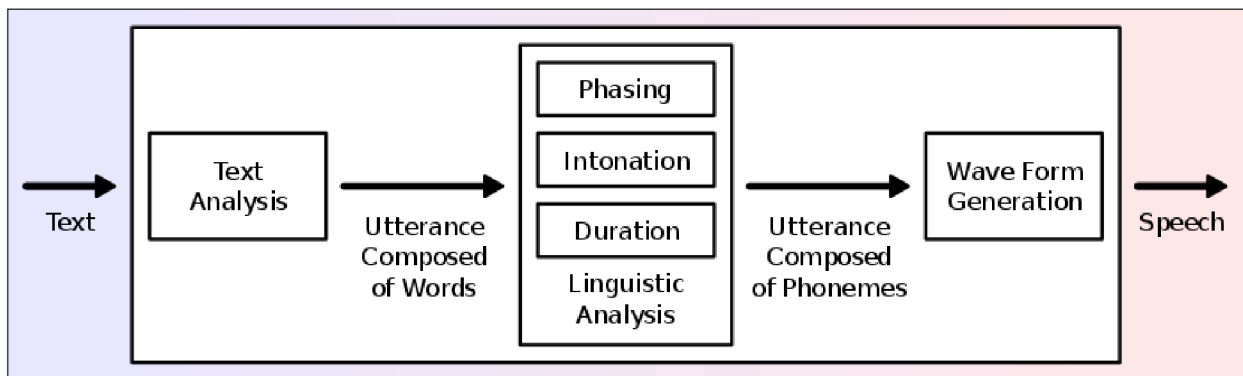 Text
Text
Analysis
Utterance
Composed
of Words
Phasing
Intonation
Duration
Linguistic
Analysis
Utterance
Composed
of Phonemes
Wave Form
Generation
Speech